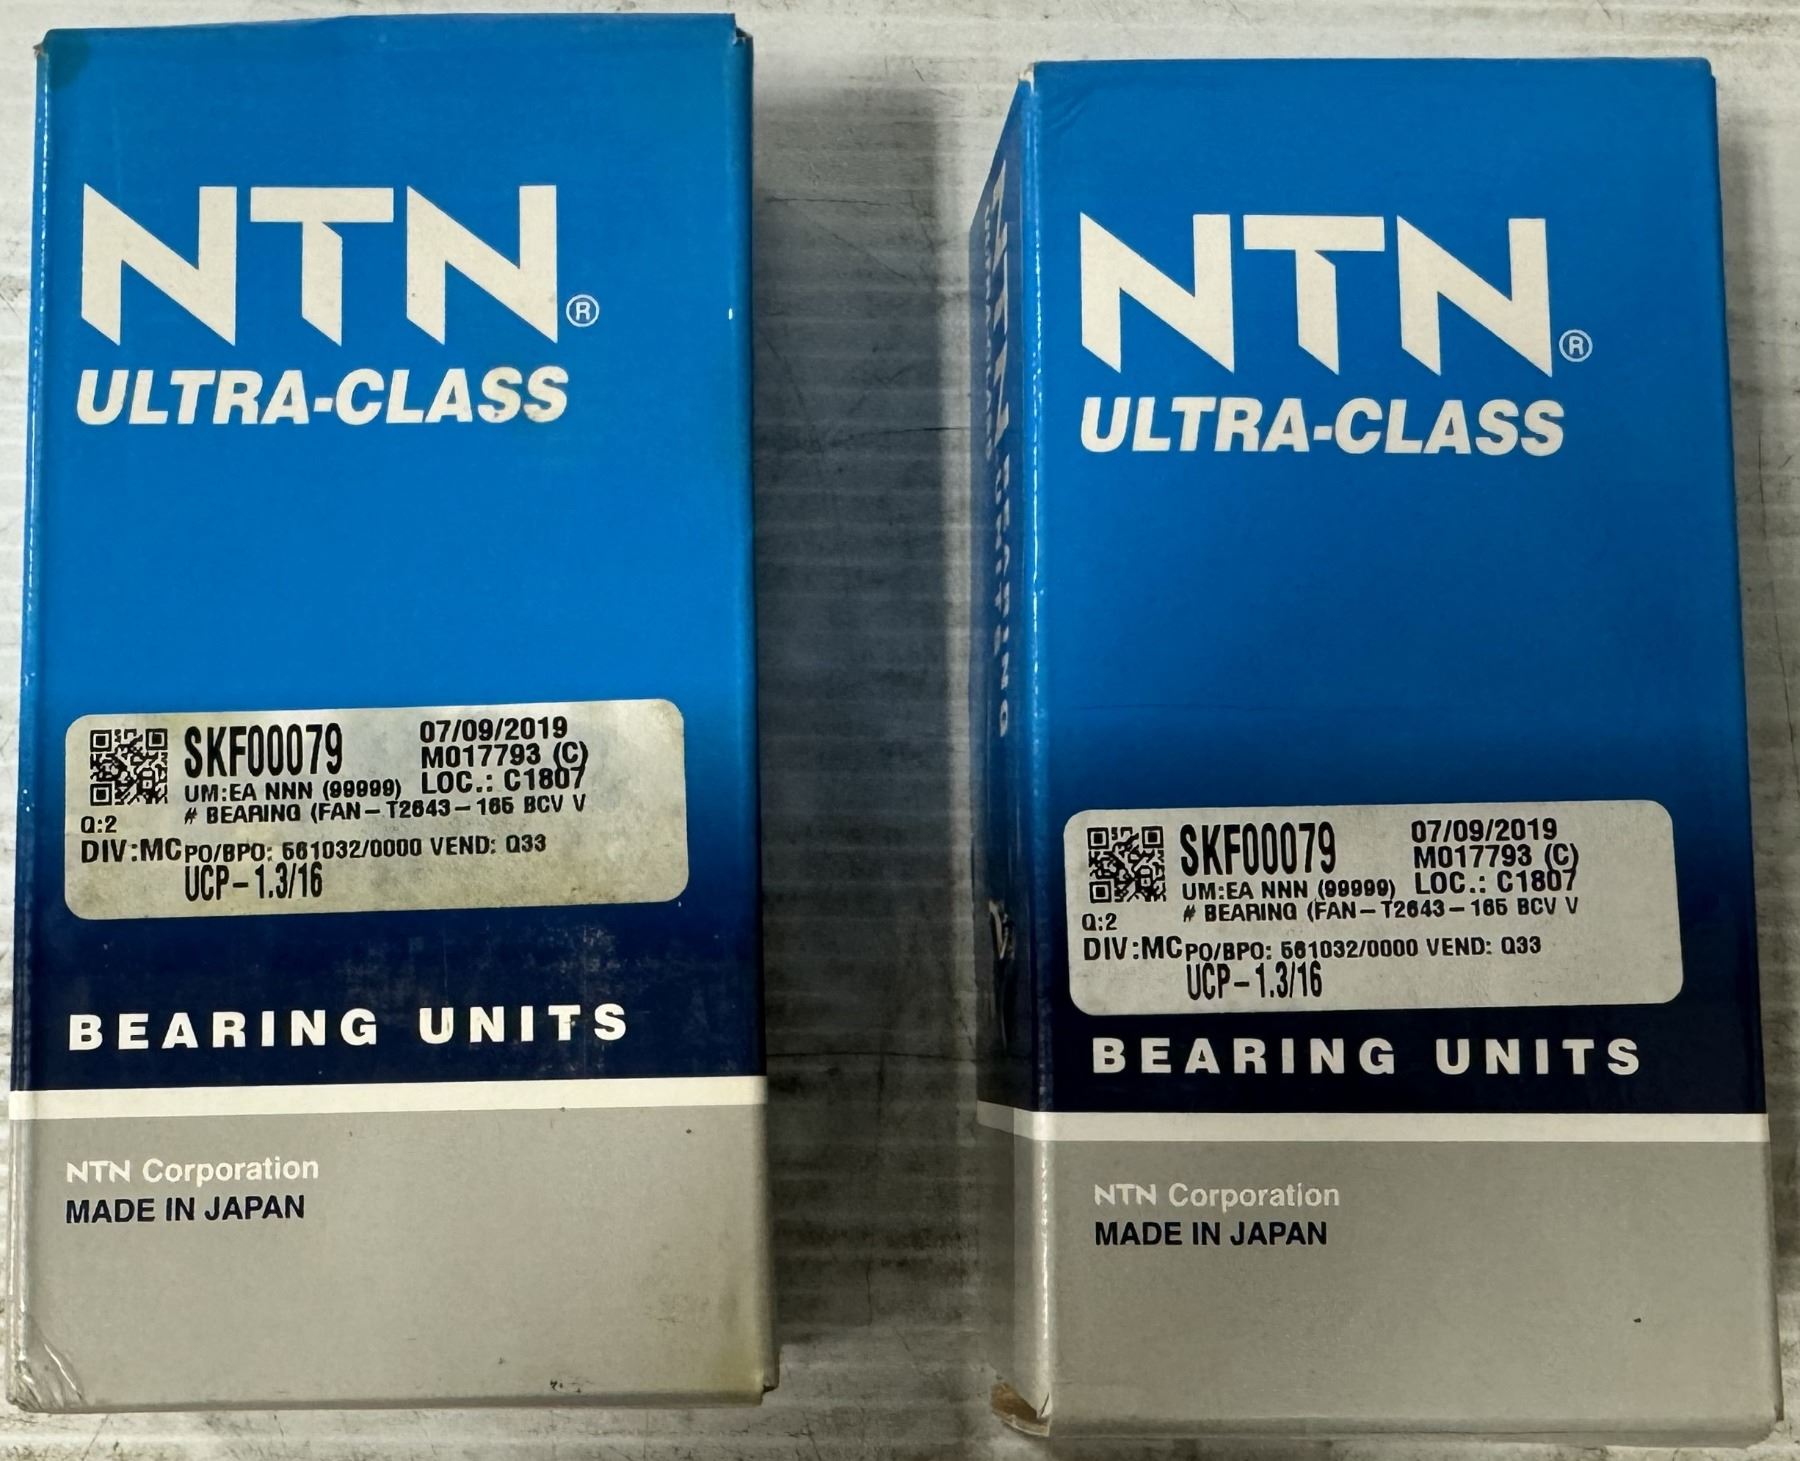 NTN®
ULTRA-CLASS
SKF00079
07/09/2019
M017793 (C)
UM:EA NNN (99999)
LOC.: C1807
# BEARING (FAN-T2643-165 BCV V
Q:2
DIV:MC PO/BPO: 561032/0000 VEND: Q33
UCP-1.3/16
BEARING UNITS
NTN Corporation
MADE IN JAPAN
NTN®
ULTRA-CLASS
SKF00079
07/09/2019
M017793 (C)
UM:EA NNN (99999)
LOC.: C1807
# BEARING (FAN-T2643-165 BCV V
Q:2
DIV:MC PO/BPO: 561032/0000 VEND: Q33
UCP-1.3/16
BEARING UNITS
NTN Corporation
MADE IN JAPAN